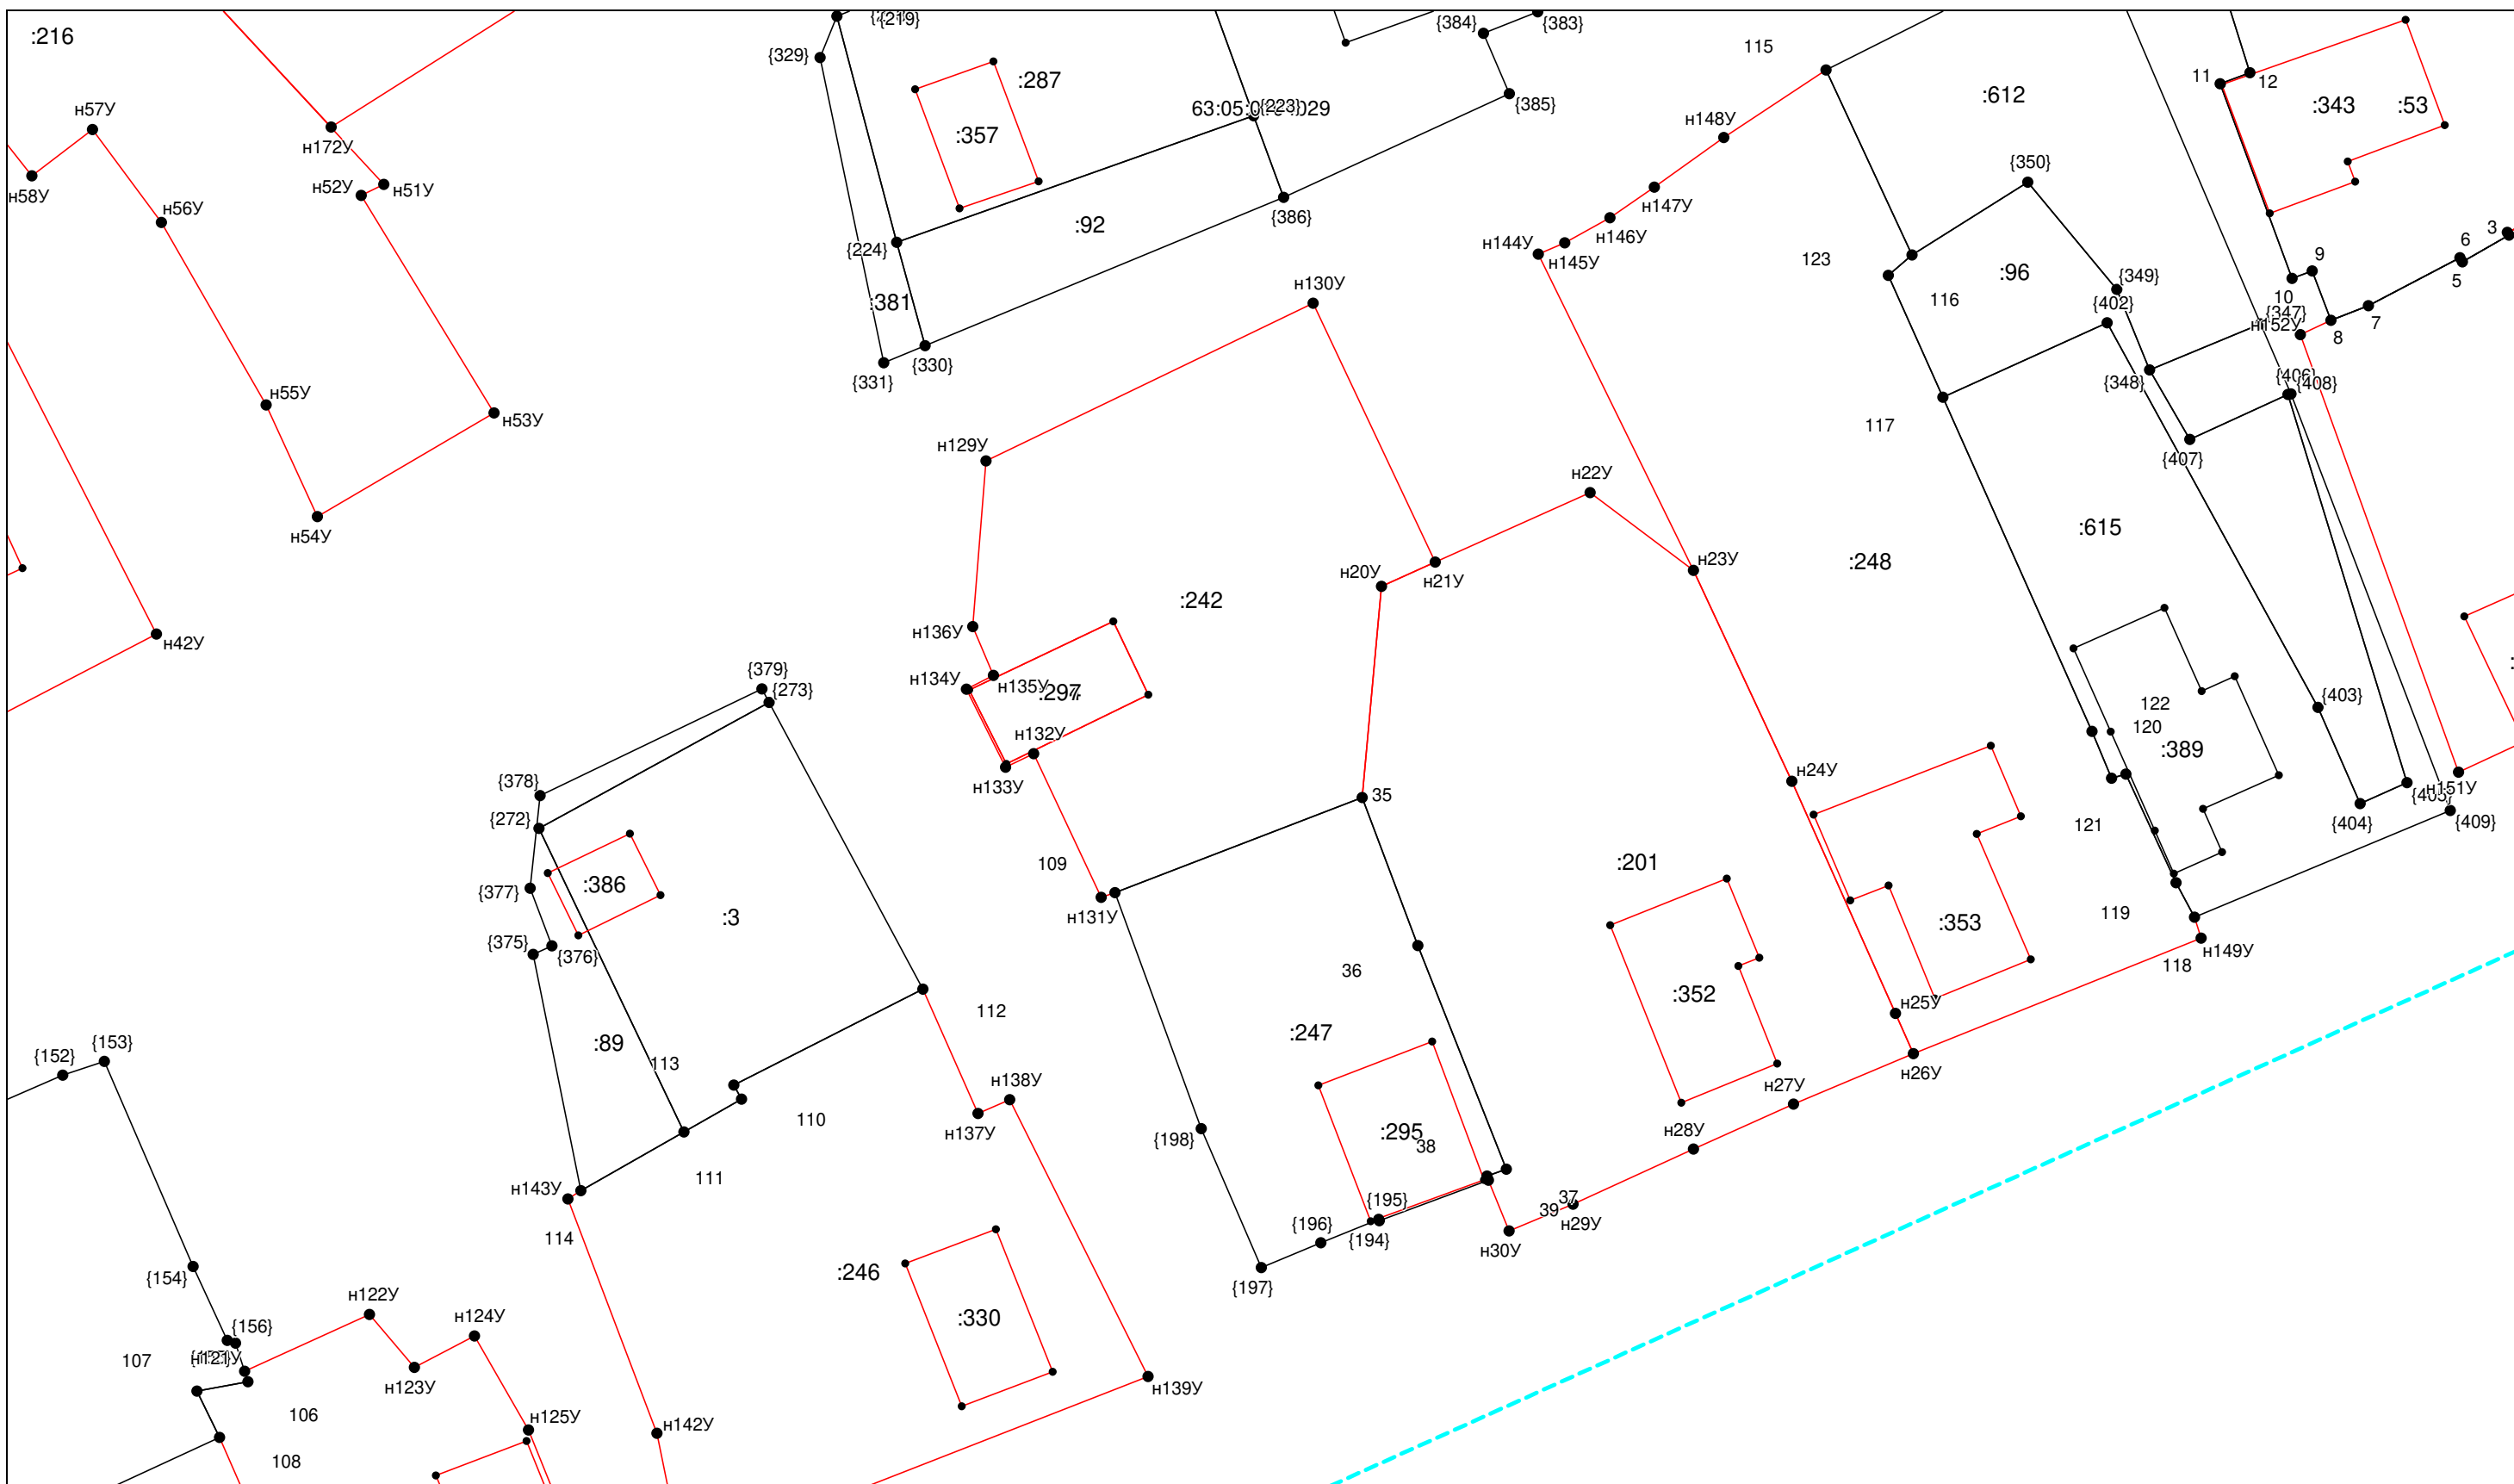 :216
{219}
{384}
{383}
115
{329}
:287
:612
11
12
:343
:53
н57У
63:05:0
{223}
029
{385}
:357
н148У
н172У
{350}
н58У
н52У
н51У
н147У
н56У
:92
{386}
н146У
3
{224}
н144У
н145У
6
9
123
:96
{349}
5
:381
н130У
116
{402}
10
{347}
н152У
7
8
{330}
{331}
{348}
{408}
н55У
н53У
117
н129У
{407}
н22У
н54У
:615
:248
н23У
н20У
н21У
:242
н42У
н136У
{379}
{273}
н134У
н135У
:297
{403}
122
н132У
120
:389
{378}
н133У
н24У
н151У
35
{405}
{272}
121
{404}
{409}
109
:201
:386
{377}
:3
н131У
119
:353
{375}
{376}
н149У
118
36
:352
112
н25У
:247
:89
{153}
{152}
113
н26У
н138У
н27У
110
н137У
{198}
н28У
:295
38
111
н143У
{195}
37
39
н29У
{196}
{194}
н30У
114
:246
{154}
{197}
н122У
:330
{156}
н124У
107
н121У
н123У
н139У
106
н125У
н142У
108